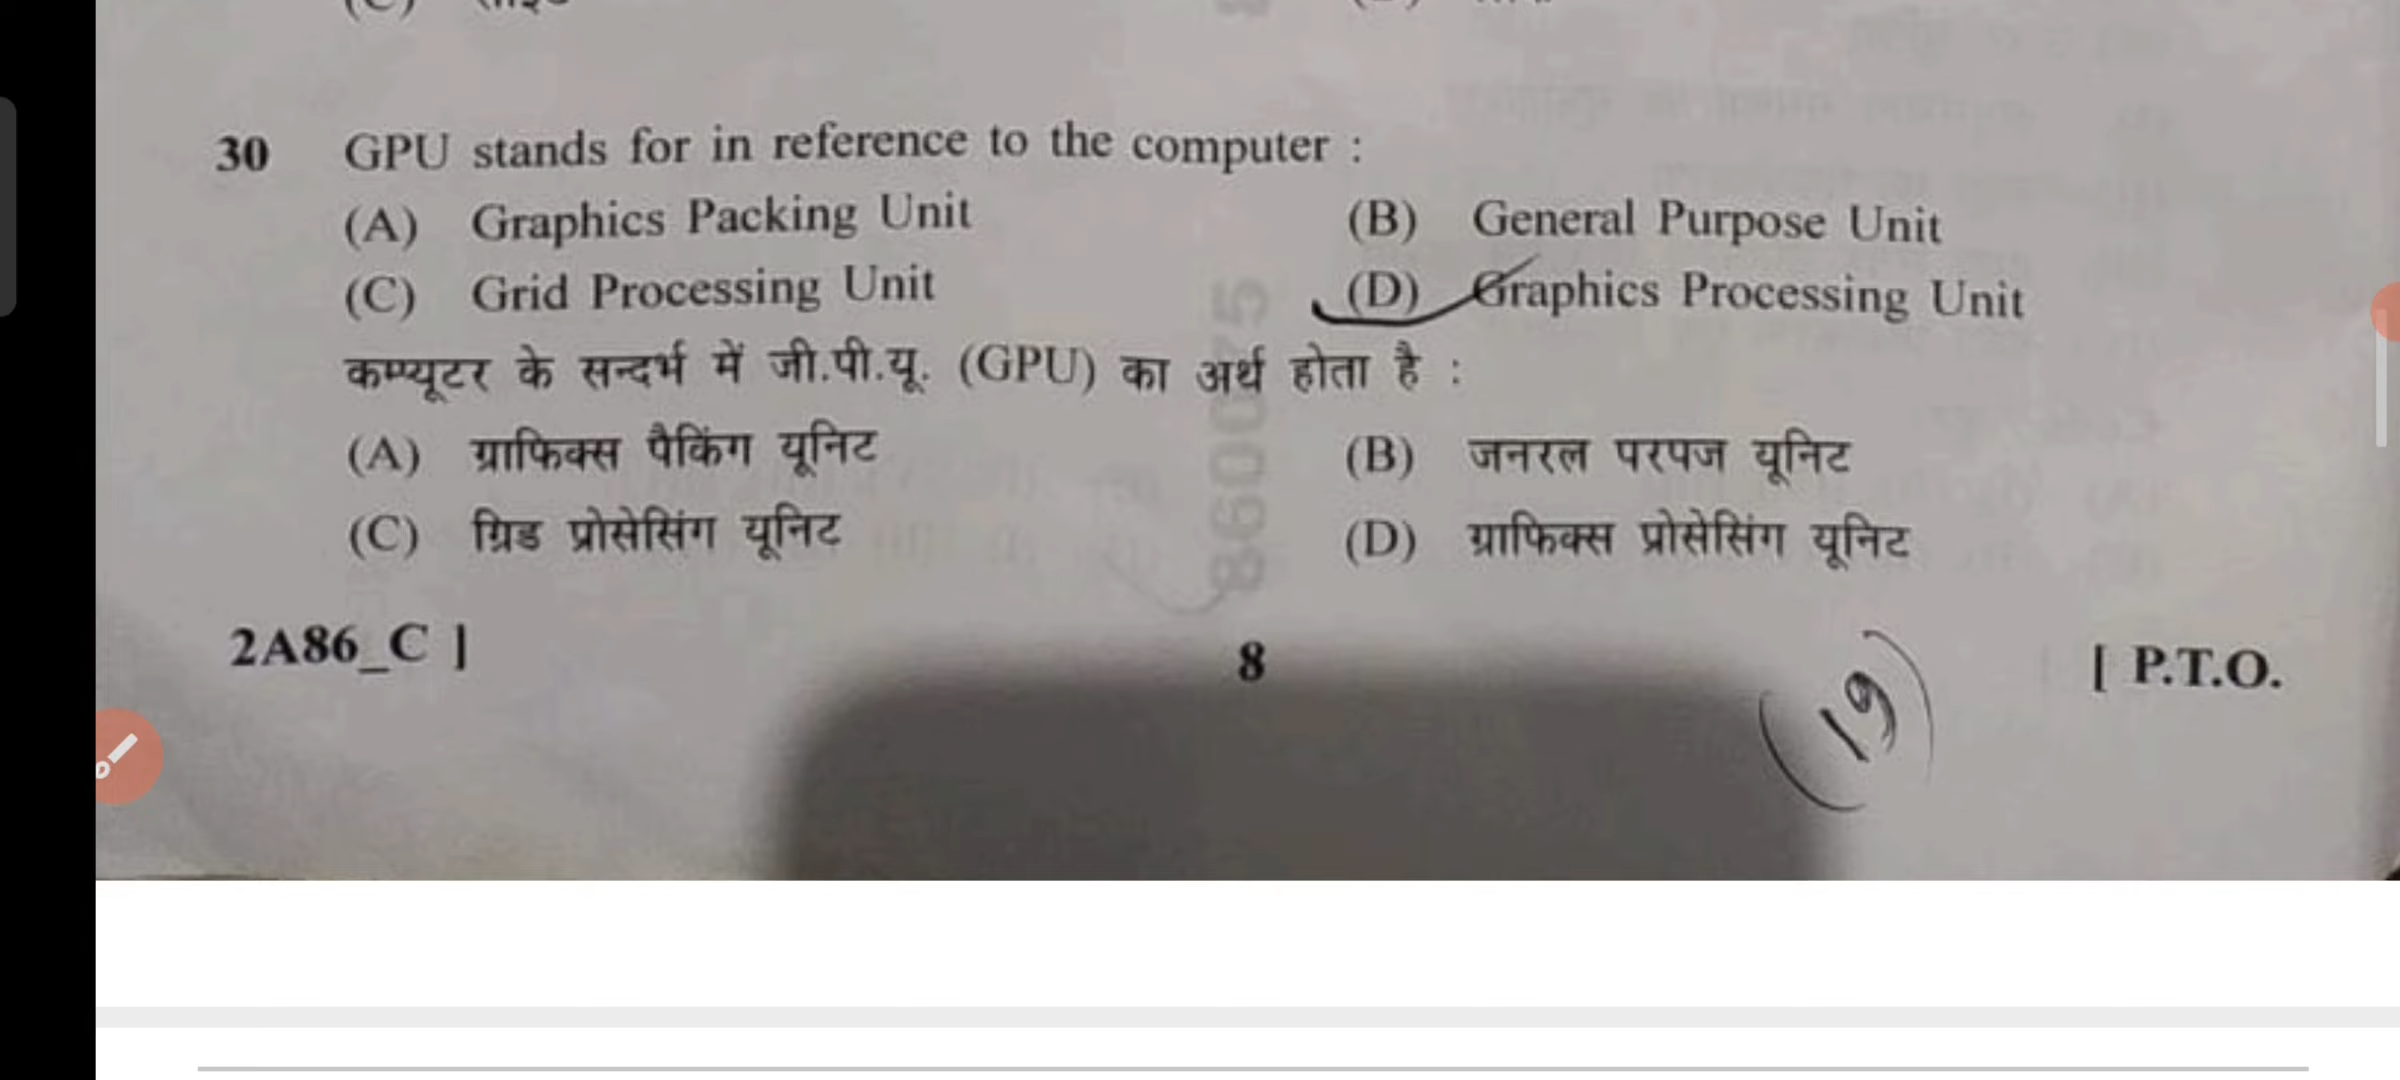 30 GPU stands for in reference to the computer :
(A) Graphics Packing Unit (B) General Purpose Unit
(C) Grid Processing Unit (D) Graphics Processing Unit
कम्प्यूटर के सन्दर्भ में जी.पी.यू. (GPU) का अर्थ होता है :
(A) ग्राफिक्स पैकिंग यूनिट (B) जनरल परपज यूनिट
(C) ग्रिड प्रोसेसिंग यूनिट (D) ग्राफिक्स प्रोसेसिंग यूनिट
2A86_C ] 8 [ P.T.O.
(19)